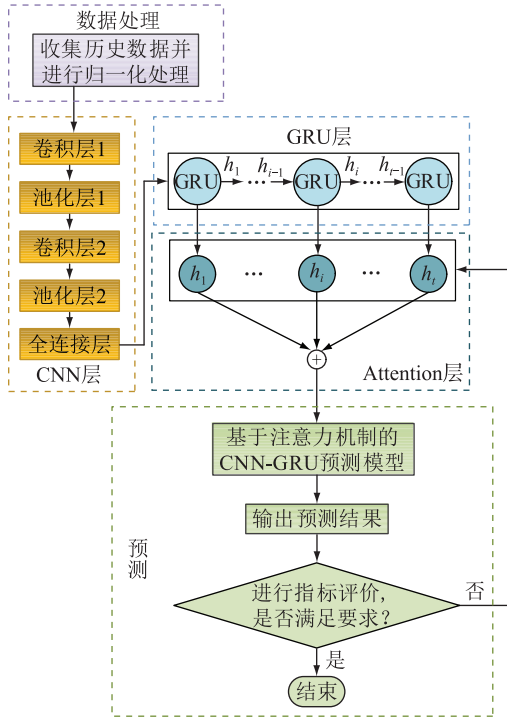 数据处理
收集历史数据并
进行归一化处理
卷积层1
池化层1
卷积层2
池化层2
全连接层
CNN层
GRU层
GRU h₁ … hᵢ₋₁ GRU hᵢ … hₜ₋₁ GRU
h₁ … hᵢ … hₜ
+
Attention层
基于注意力机制的
CNN-GRU预测模型
输出预测结果
预
测
进行指标评价,
是否满足要求?
否
是
结束